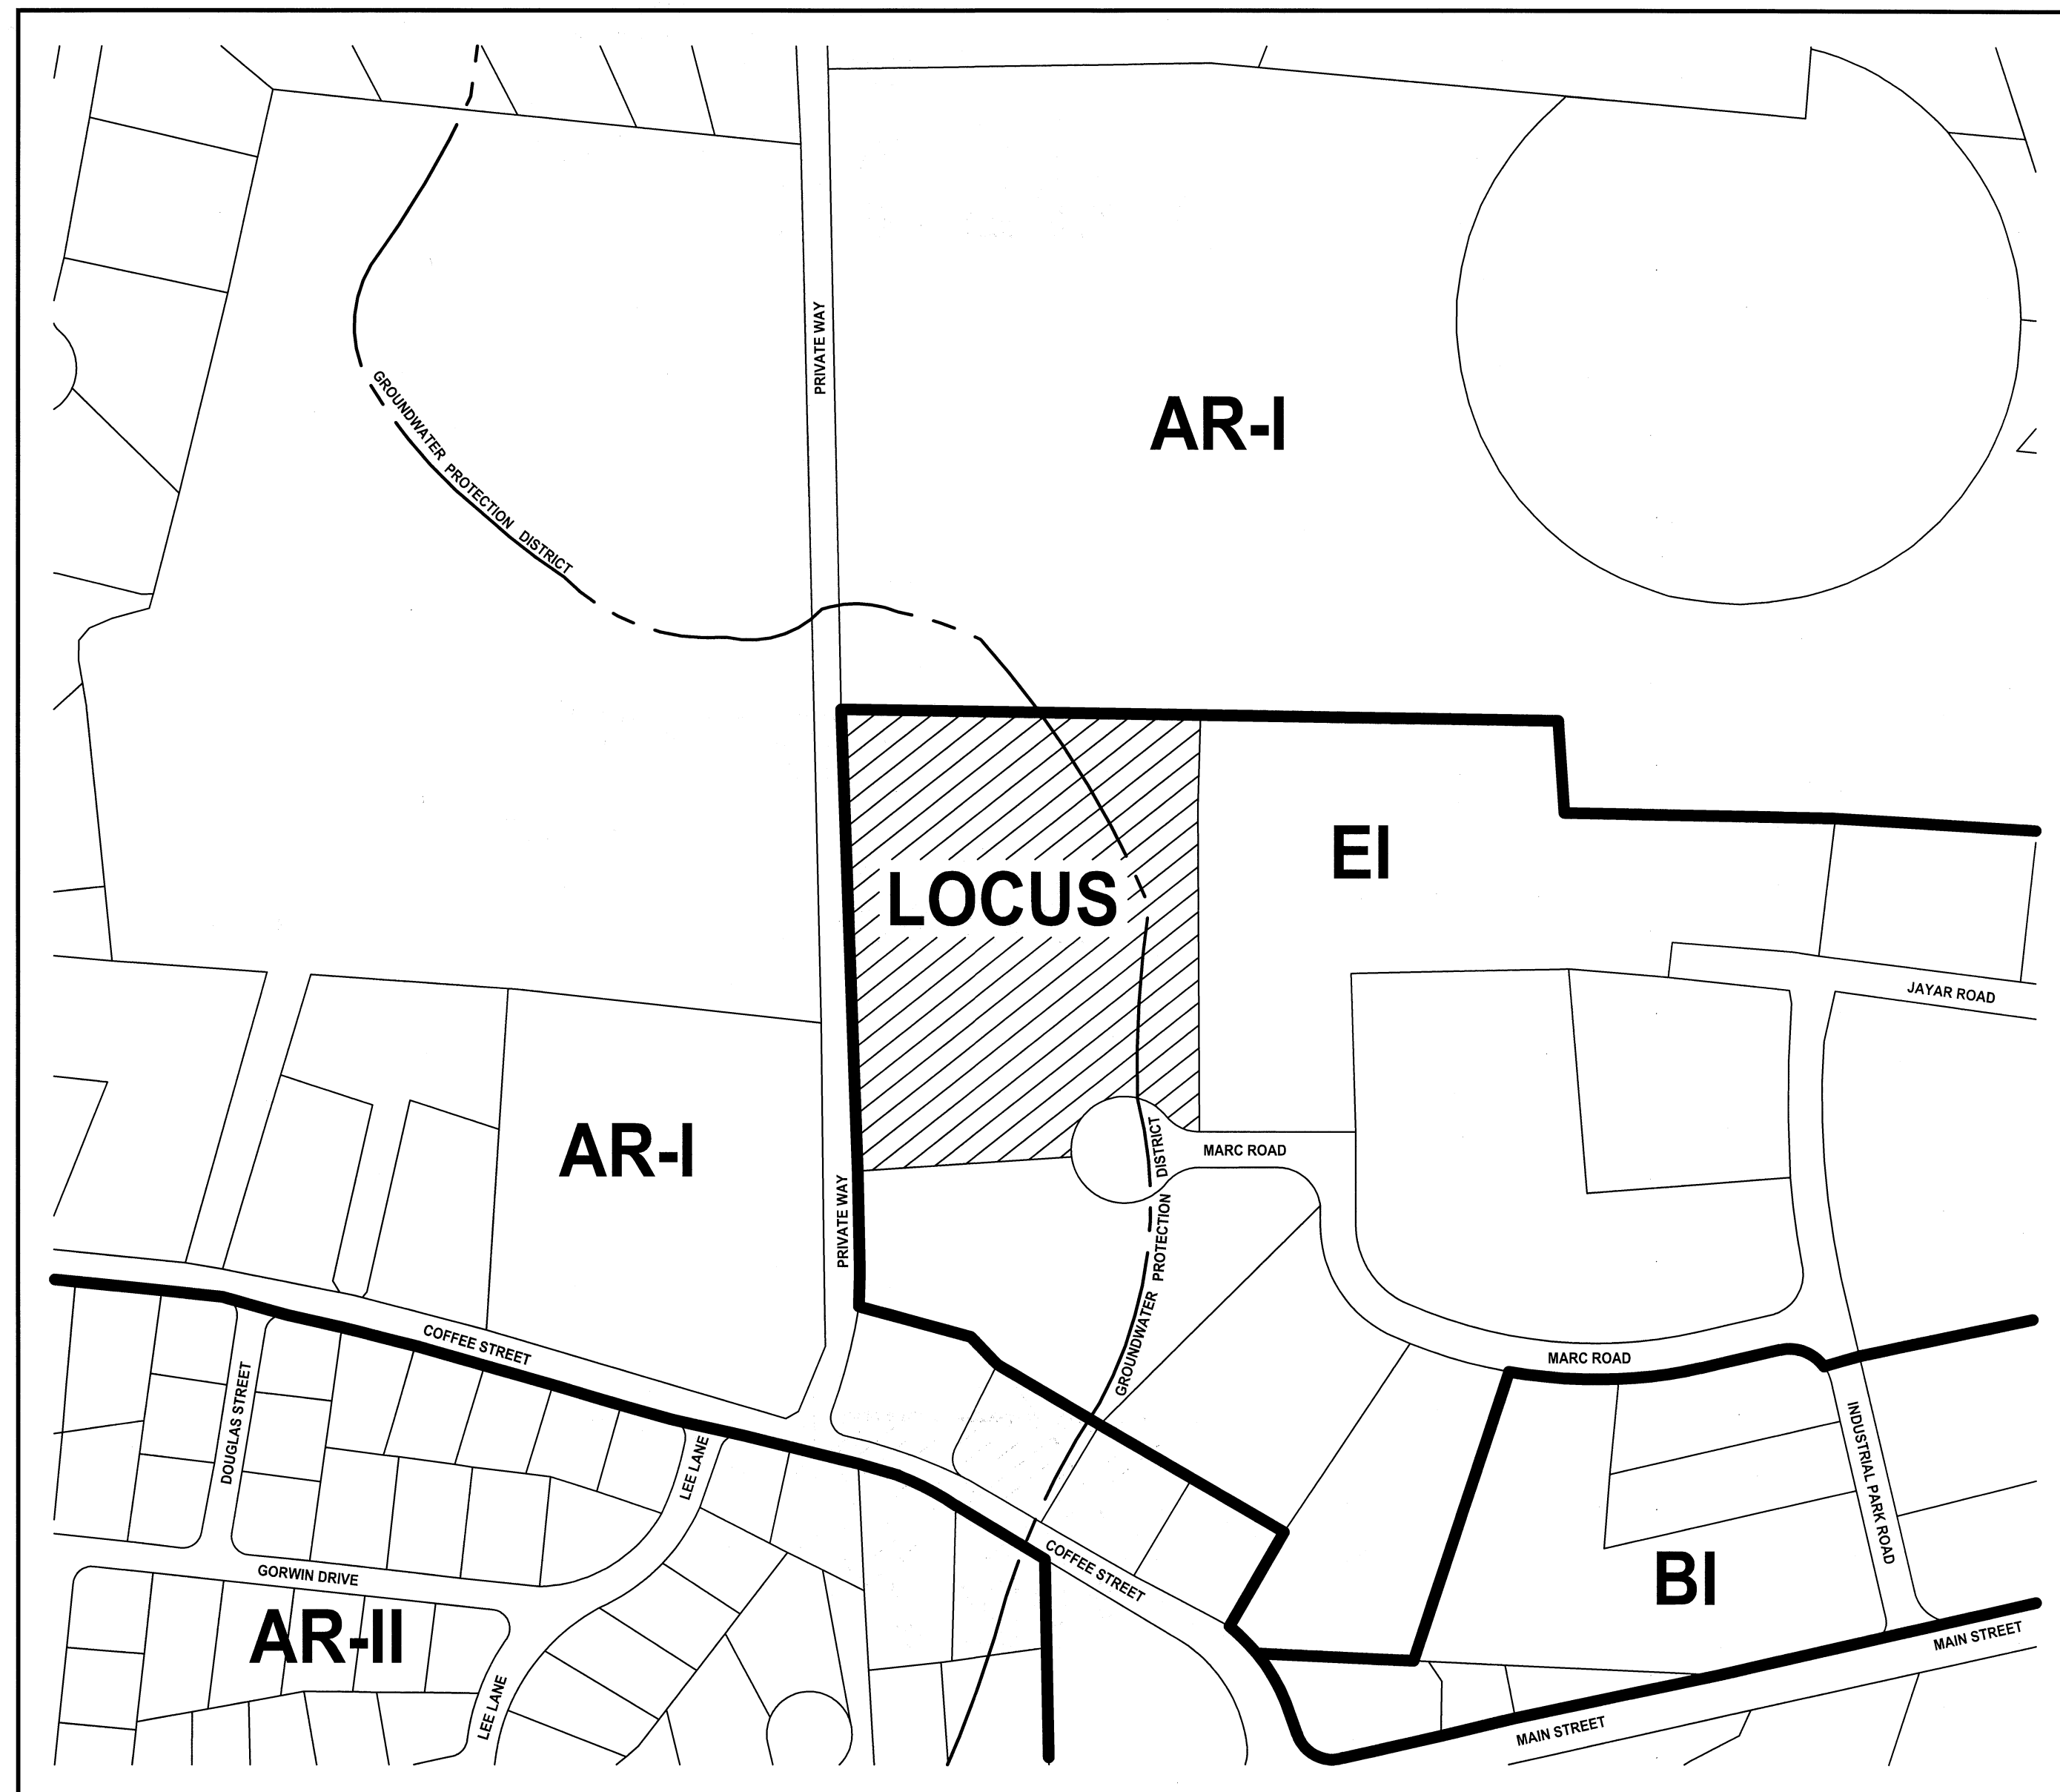 PRIVATE WAY
AR-I
GROUNDWATER PROTECTION DISTRICT
EI
LOCUS
JAYAR ROAD
AR-I
PRIVATE WAY
MARC ROAD
GROUNDWATER PROTECTION DISTRICT
COFFEE STREET
MARC ROAD
DOUGLAS STREET
LEE LANE
INDUSTRIAL PARK ROAD
COFFEE STREET
GORWIN DRIVE
BI
AR-II
MAIN STREET
LEE LANE
MAIN STREET